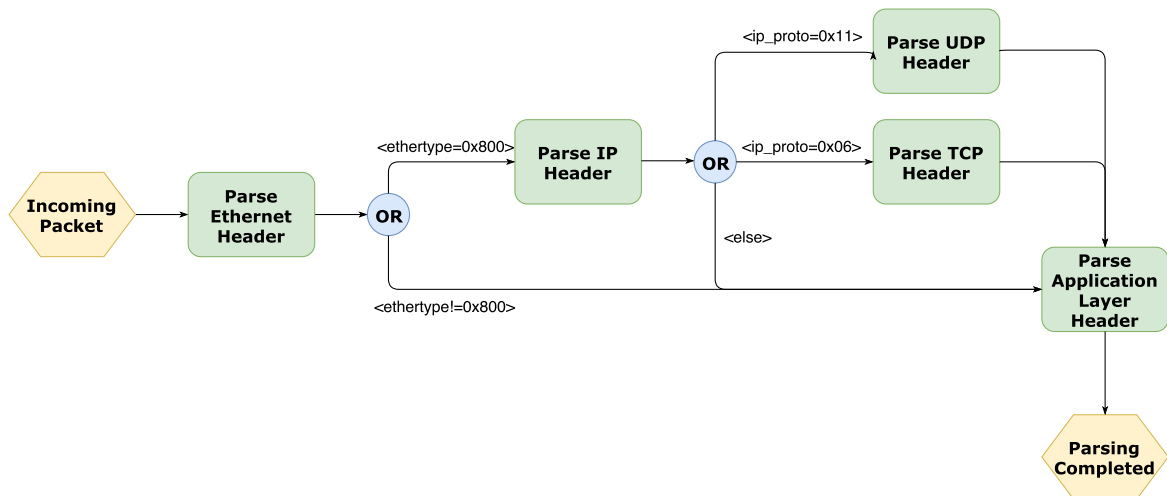 Incoming
Packet
Parse
Ethernet
Header
OR
<ethertype=0x800>
<ethertype!=0x800>
Parse IP
Header
OR
<ip_proto=0x11>
<ip_proto=0x06>
<else>
Parse UDP
Header
Parse TCP
Header
Parse
Application
Layer
Header
Parsing
Completed